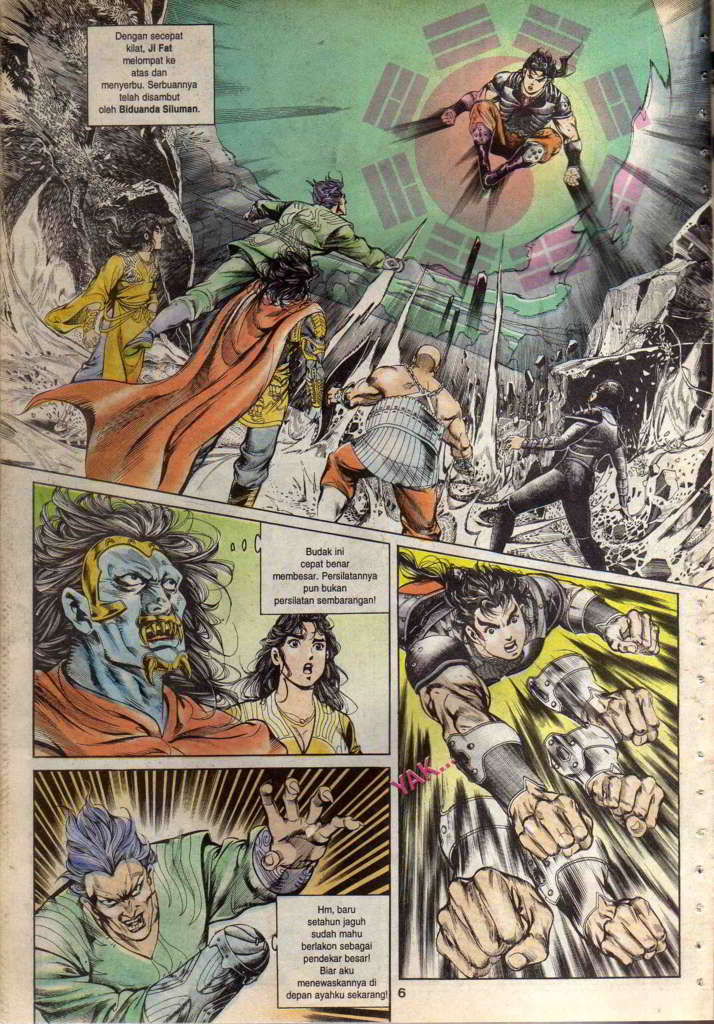 Dengan secepat
kilat, Ji Fat
melompat ke
atas dan
menyerbu. Serbuannya
telah disambut
oleh Biduanda Siluman.
Budak ini
cepat benar
membesar. Persilatannya
pun bukan
persilatan sembarangan!
YAK...
Hm, baru
setahun jaguh
sudah mahu
berlakon sebagai
pendekar besar!
Biar aku
menewaskannya di
depan ayahku sekarang!
6